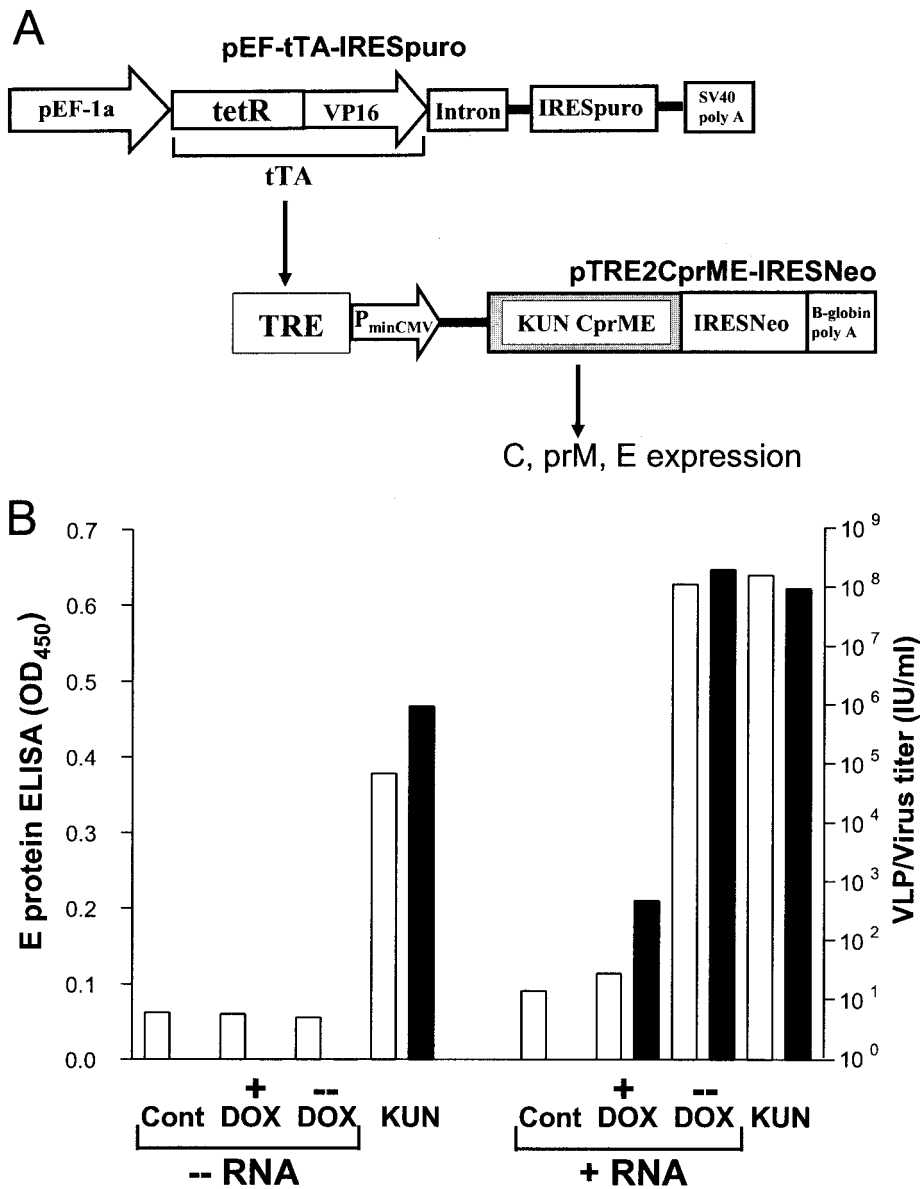 A
pEF-tTA-IRESpuro
pEF-1a
tetR
VP16
Intron
IRESpuro
SV40
poly A
tTA
pTRE2CprME-IRESNeo
TRE
PminCMV
KUN CprME
IRESNeo
B-globin
poly A
C, prM, E expression
B
E protein ELISA (OD450)
0.7
0.6
0.5
0.4
0.3
0.2
0.1
0.0
10^9
10^8
10^7
10^6
10^5
10^4
10^3
10^2
10^1
10^0
VLP/Virus titer (IU/ml)
+ -- + --
Cont DOX DOX KUN Cont DOX DOX KUN
-- RNA + RNA